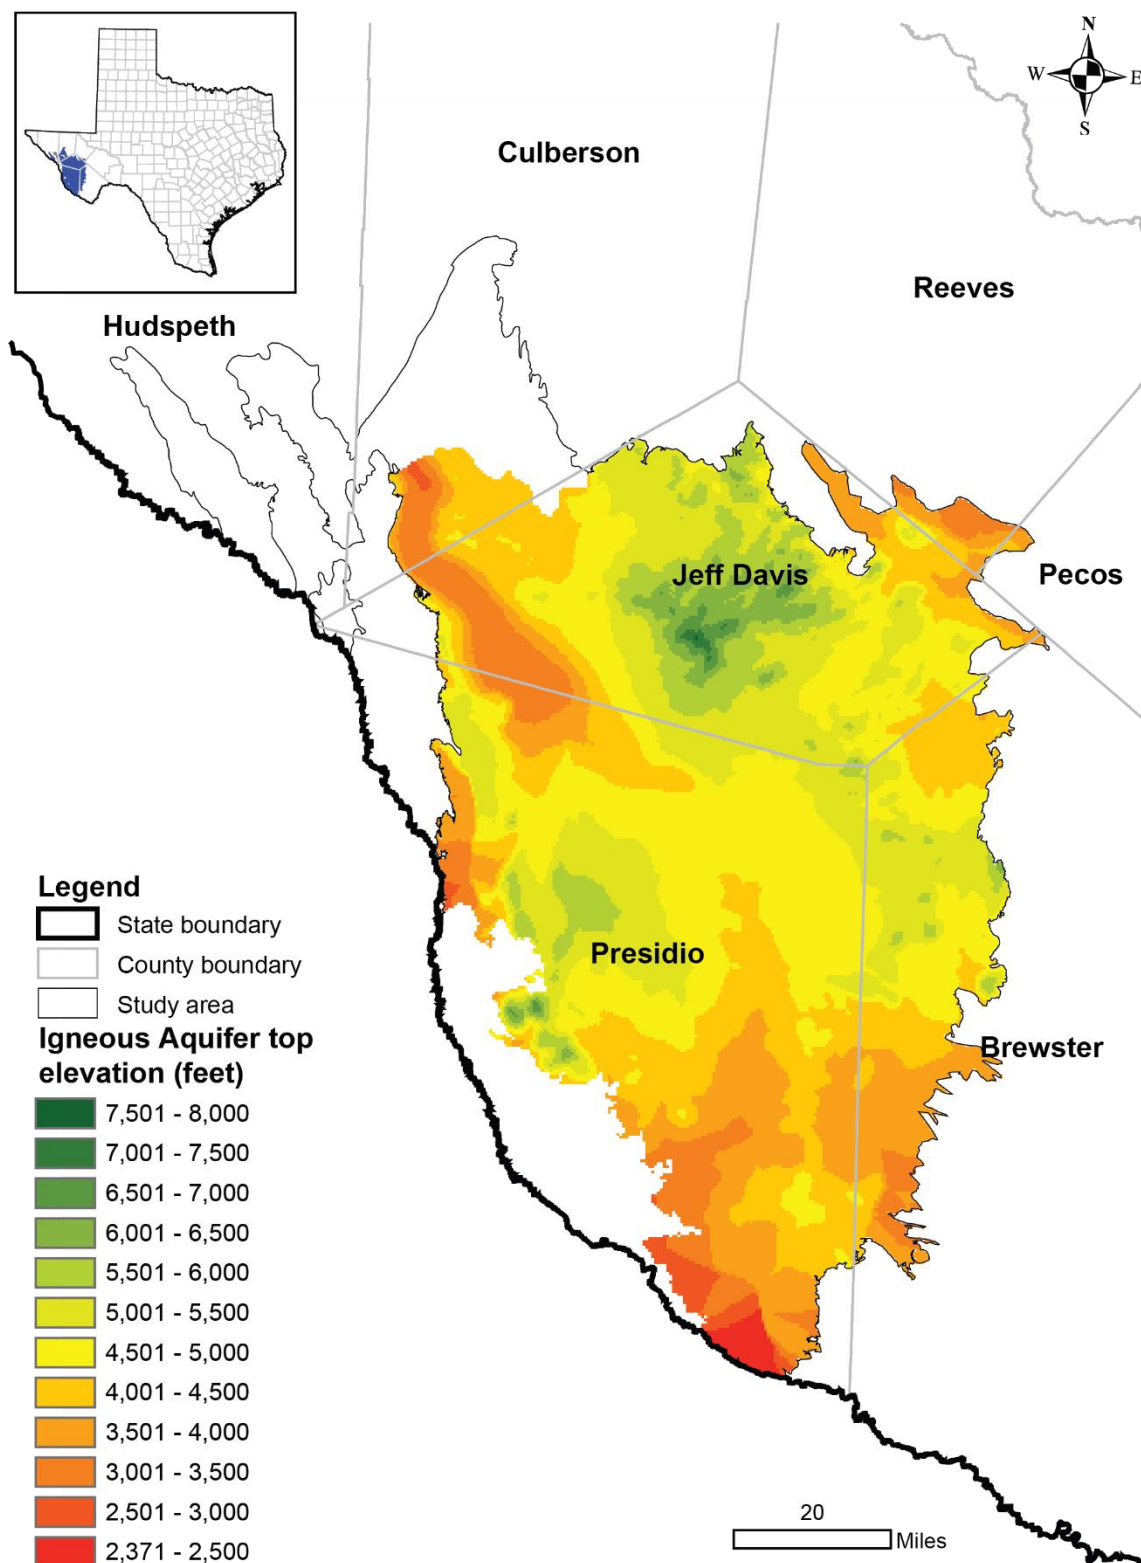 N
W E
S
Culberson
Reeves
Hudspeth
Jeff Davis
Pecos
Presidio
Brewster
Legend
State boundary
County boundary
Study area
Igneous Aquifer top
elevation (feet)
7,501 - 8,000
7,001 - 7,500
6,501 - 7,000
6,001 - 6,500
5,501 - 6,000
5,001 - 5,500
4,501 - 5,000
4,001 - 4,500
3,501 - 4,000
3,001 - 3,500
2,501 - 3,000
2,371 - 2,500
20
Miles